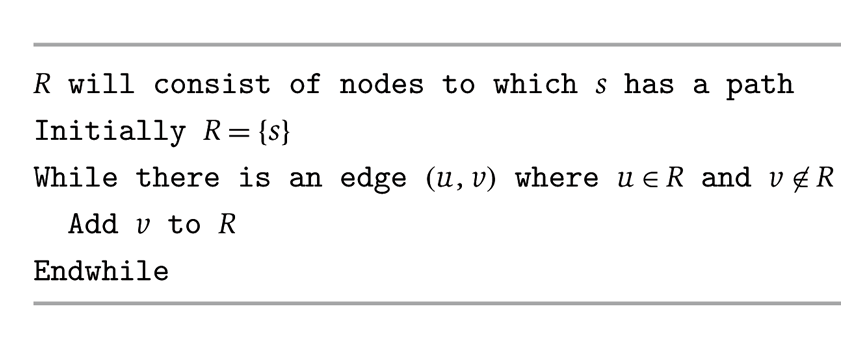 R will consist of nodes to which s has a path
Initially R = {s}
While there is an edge (u, v) where u ∈ R and v ∉ R
Add v to R
Endwhile